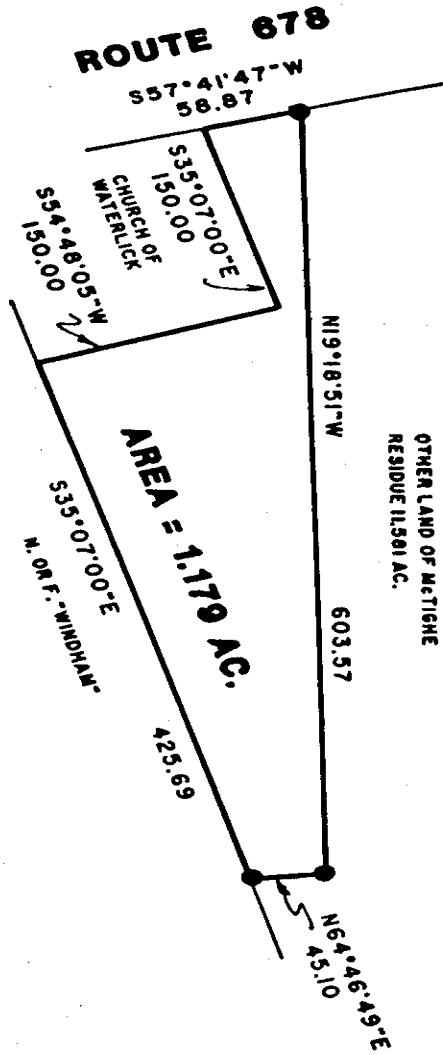 ROUTE 678
S57°41'47"W
58.87
S35°07'00"E
150.00
CHURCH OF
WATERLICK
S54°48'05"W
150.00
N19°18'51"W
603.57
OTHER LAND OF McTIGHE
RESIDUE 11.581 AC.
AREA = 1.179 AC.
S35°07'00"E
425.69
N. OR F. "WINDHAM"
N64°46'49"E
45.10